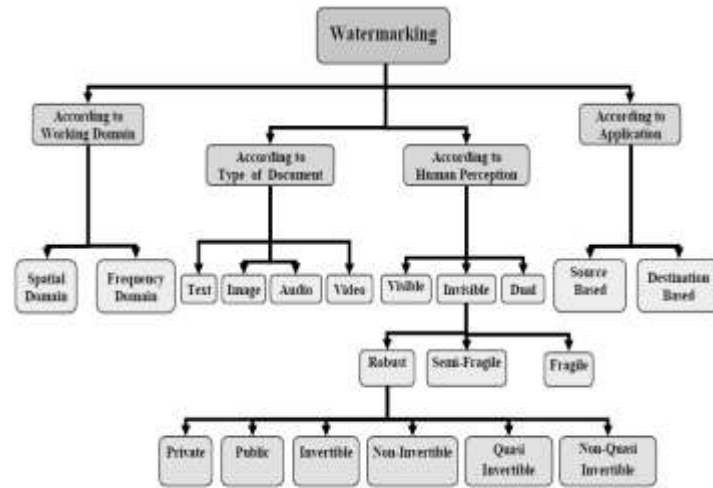 Watermarking
According to
Working Domain
According to
Type of Document
According to
Human Perception
According to
Application
Spatial
Domain
Frequency
Domain
Text
Image
Audio
Video
Visible
Invisible
Dual
Source
Based
Destination
Based
Robust
Semi-Fragile
Fragile
Private
Public
Invertible
Non-Invertible
Quasi
Invertible
Non-Quasi
Invertible